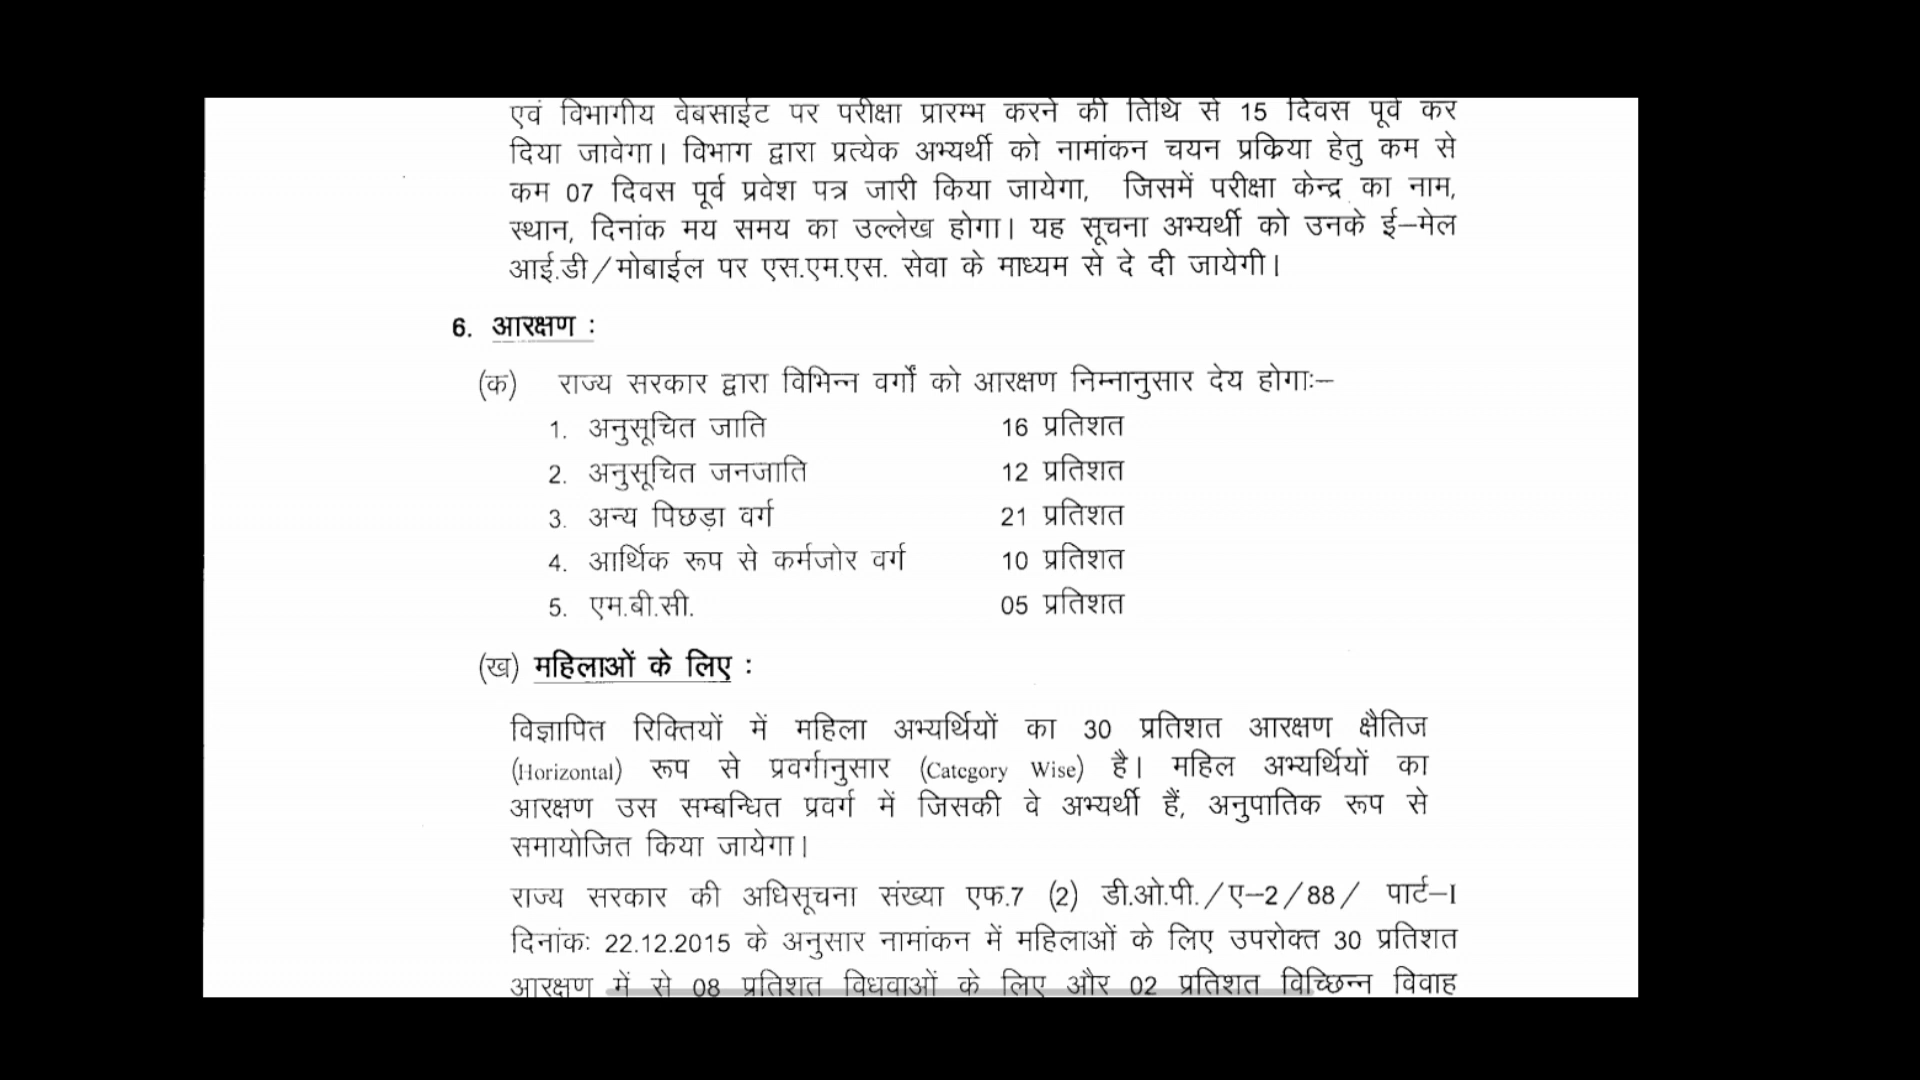 एवं विभागीय वेबसाईट पर परीक्षा प्रारम्भ करने की तिथि से 15 दिवस पूर्व कर
दिया जावेगा। विभाग द्वारा प्रत्येक अभ्यर्थी को नामांकन चयन प्रक्रिया हेतु कम से
कम 07 दिवस पूर्व प्रवेश पत्र जारी किया जायेगा, जिसमें परीक्षा केन्द्र का नाम,
स्थान, दिनांक मय समय का उल्लेख होगा। यह सूचना अभ्यर्थी को उनके ई–मेल
आई.डी/मोबाईल पर एस.एम.एस. सेवा के माध्यम से दे दी जायेगी।
6. आरक्षण :
(क) राज्य सरकार द्वारा विभिन्न वर्गों को आरक्षण निम्नानुसार देय होगाः–
1. अनुसूचित जाति 16 प्रतिशत
2. अनुसूचित जनजाति 12 प्रतिशत
3. अन्य पिछड़ा वर्ग 21 प्रतिशत
4. आर्थिक रूप से कर्मजोर वर्ग 10 प्रतिशत
5. एम.बी.सी. 05 प्रतिशत
(ख) महिलाओं के लिए :
विज्ञापित रिक्तियों में महिला अभ्यर्थियों का 30 प्रतिशत आरक्षण क्षैतिज
(Horizontal) रूप से प्रवर्गानुसार (Category Wise) है। महिल अभ्यर्थियों का
आरक्षण उस सम्बन्धित प्रवर्ग में जिसकी वे अभ्यर्थी हैं, अनुपातिक रूप से
समायोजित किया जायेगा।
राज्य सरकार की अधिसूचना संख्या एफ.7 (2) डी.ओ.पी./ए–2/88/ पार्ट–I
दिनांकः 22.12.2015 के अनुसार नामांकन में महिलाओं के लिए उपरोक्त 30 प्रतिशत
आरक्षण में से 08 प्रतिशत विधवाओं के लिए और 02 प्रतिशत विच्छिन्न विवाह